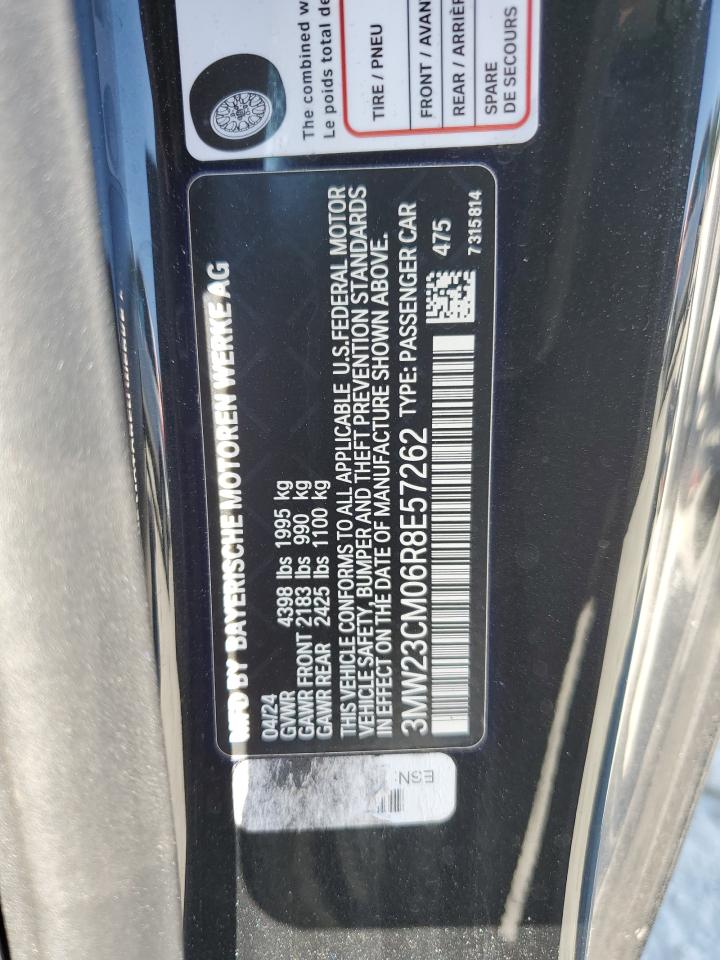 The combined w
Le poids total de
TIRE / PNEU
FRONT / AVAN
REAR / ARRIÈR
SPARE
DE SECOURS
MFD BY BAYERISCHE MOTOREN WERKE AG
04/24
GVWR 4398 lbs 1995 kg
GAWR FRONT 2183 lbs 990 kg
GAWR REAR 2425 lbs 1100 kg
THIS VEHICLE CONFORMS TO ALL APPLICABLE U.S.FEDERAL MOTOR
VEHICLE SAFETY, BUMPER AND THEFT PREVENTION STANDARDS
IN EFFECT ON THE DATE OF MANUFACTURE SHOWN ABOVE.
3MW23CM06R8E57262 TYPE: PASSENGER CAR
475
7 315 814
ESN